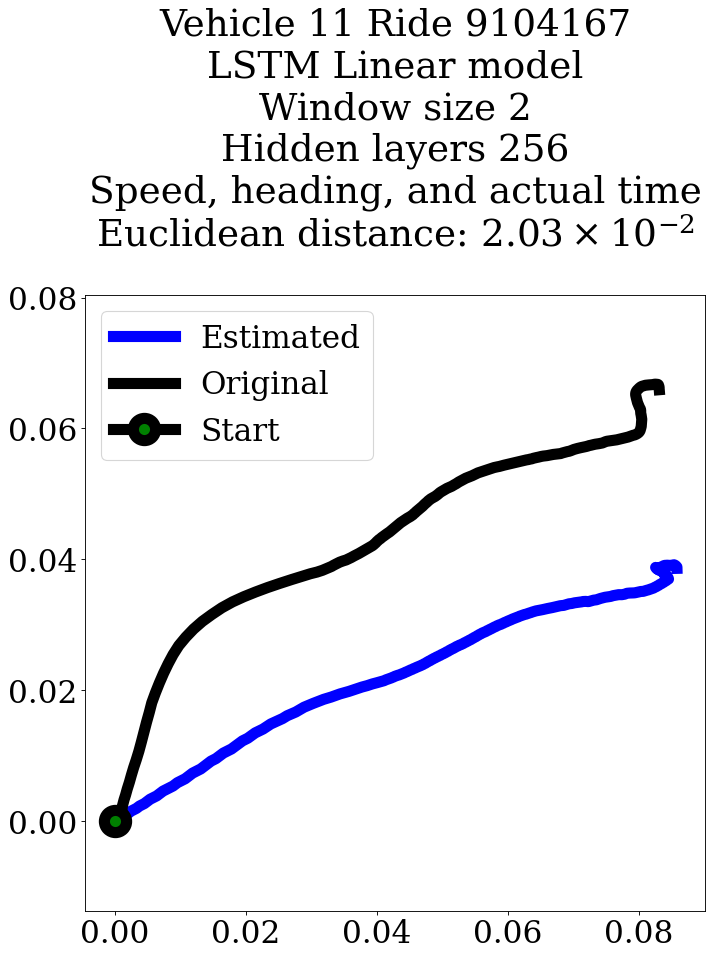 Vehicle 11 Ride 9104167
LSTM Linear model
Window size 2
Hidden layers 256
Speed, heading, and actual time
Euclidean distance: 2.03 × 10⁻²
0.08
0.06
0.04
0.02
0.00
Estimated
Original
Start
0.00 0.02 0.04 0.06 0.08